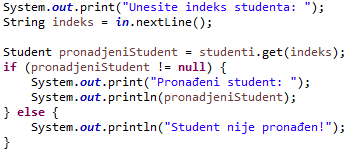 System.out.print("Unesite indeks studenta: ");
String indeks = in.nextLine();
Student pronadjeniStudent = studenti.get(indeks);
if (pronadjeniStudent != null) {
System.out.print("Pronađeni student: ");
System.out.println(pronadjeniStudent);
} else {
System.out.println("Student nije pronađen!");
}